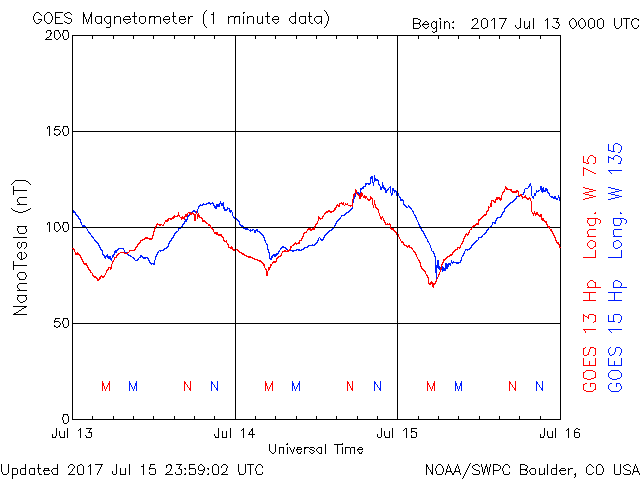 GOES Magnetometer (1 minute data)
Begin: 2017 Jul 13 0000 UTC
200
150
100
50
0
NanoTesla (nT)
M M N N M M N N M M N N
Jul 13 Jul 14 Jul 15 Jul 16
Universal Time
GOES 13 Hp Long. W 75
GOES 15 Hp Long. W 135
Updated 2017 Jul 15 23:59:02 UTC
NOAA/SWPC Boulder, CO USA